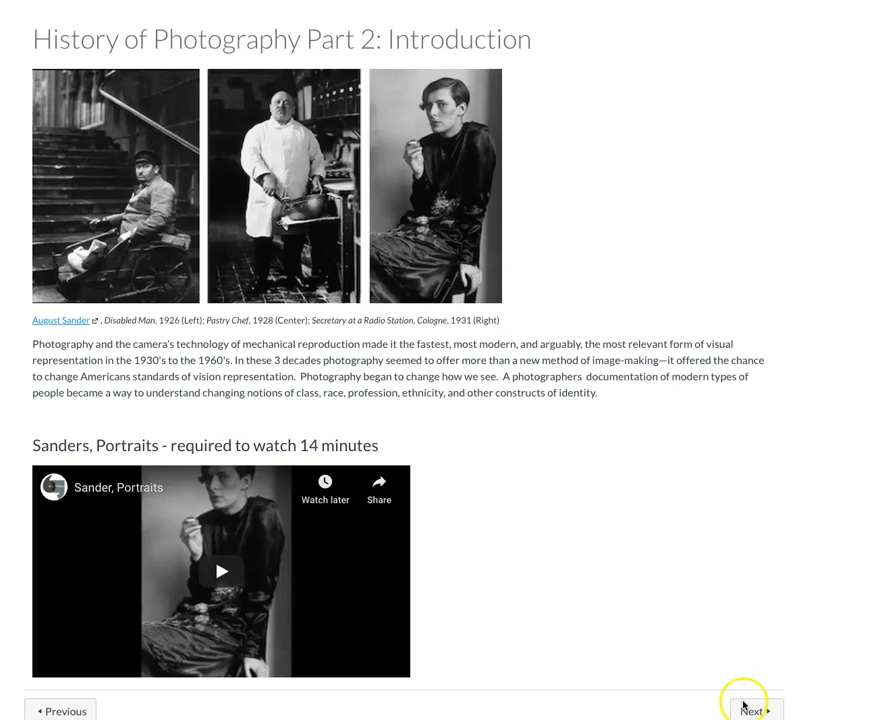 History of Photography Part 2: Introduction
August Sander , Disabled Man, 1926 (Left); Pastry Chef, 1928 (Center); Secretary at a Radio Station, Cologne, 1931 (Right)
Photography and the camera's technology of mechanical reproduction made it the fastest, most modern, and arguably, the most relevant form of visual
representation in the 1930's to the 1960's. In these 3 decades photography seemed to offer more than a new method of image-making—it offered the chance
to change Americans standards of vision representation. Photography began to change how we see. A photographers documentation of modern types of
people became a way to understand changing notions of class, race, profession, ethnicity, and other constructs of identity.
Sanders, Portraits - required to watch 14 minutes
Sander, Portraits
Watch later
Share
Previous
Next